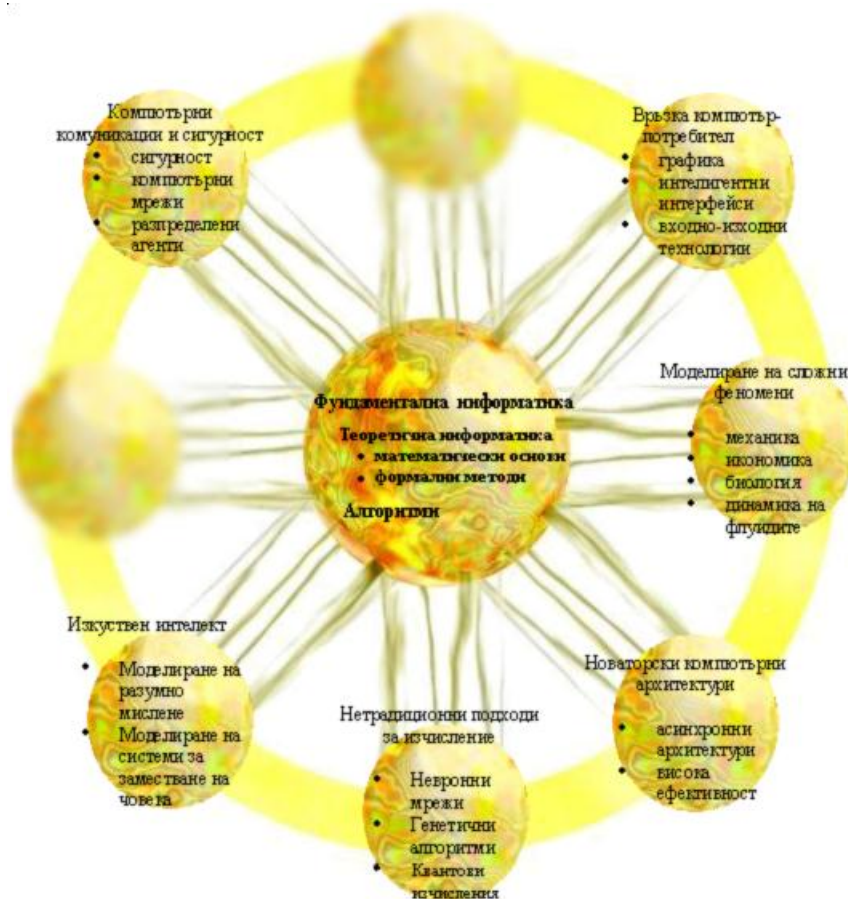 Компютърни
комуникации и сигурност
• сигурност
• компютърни
мрежи
• разпределени
агенти
Връзка компютър-
потребител
• графика
• интелигентни
интерфейси
• входно-изходни
технологии
Фундаментална информатика
Теоретична информатика
• математически основи
• формални методи
Алгоритми
Моделиране на сложни
феномени
• механика
• икономика
• биология
• динамика на
флуидите
Изкуствен интелект
• Моделиране на
разумно
мислене
• Моделиране на
системи за
заместване на
човека
Нетрадиционни подходи
за изчисление
• Невронни
мрежи
• Генетични
алгоритми
• Квантови
изчисления
Новаторски компютърни
архитектури
• асинхронни
архитектури
• висока
ефективност